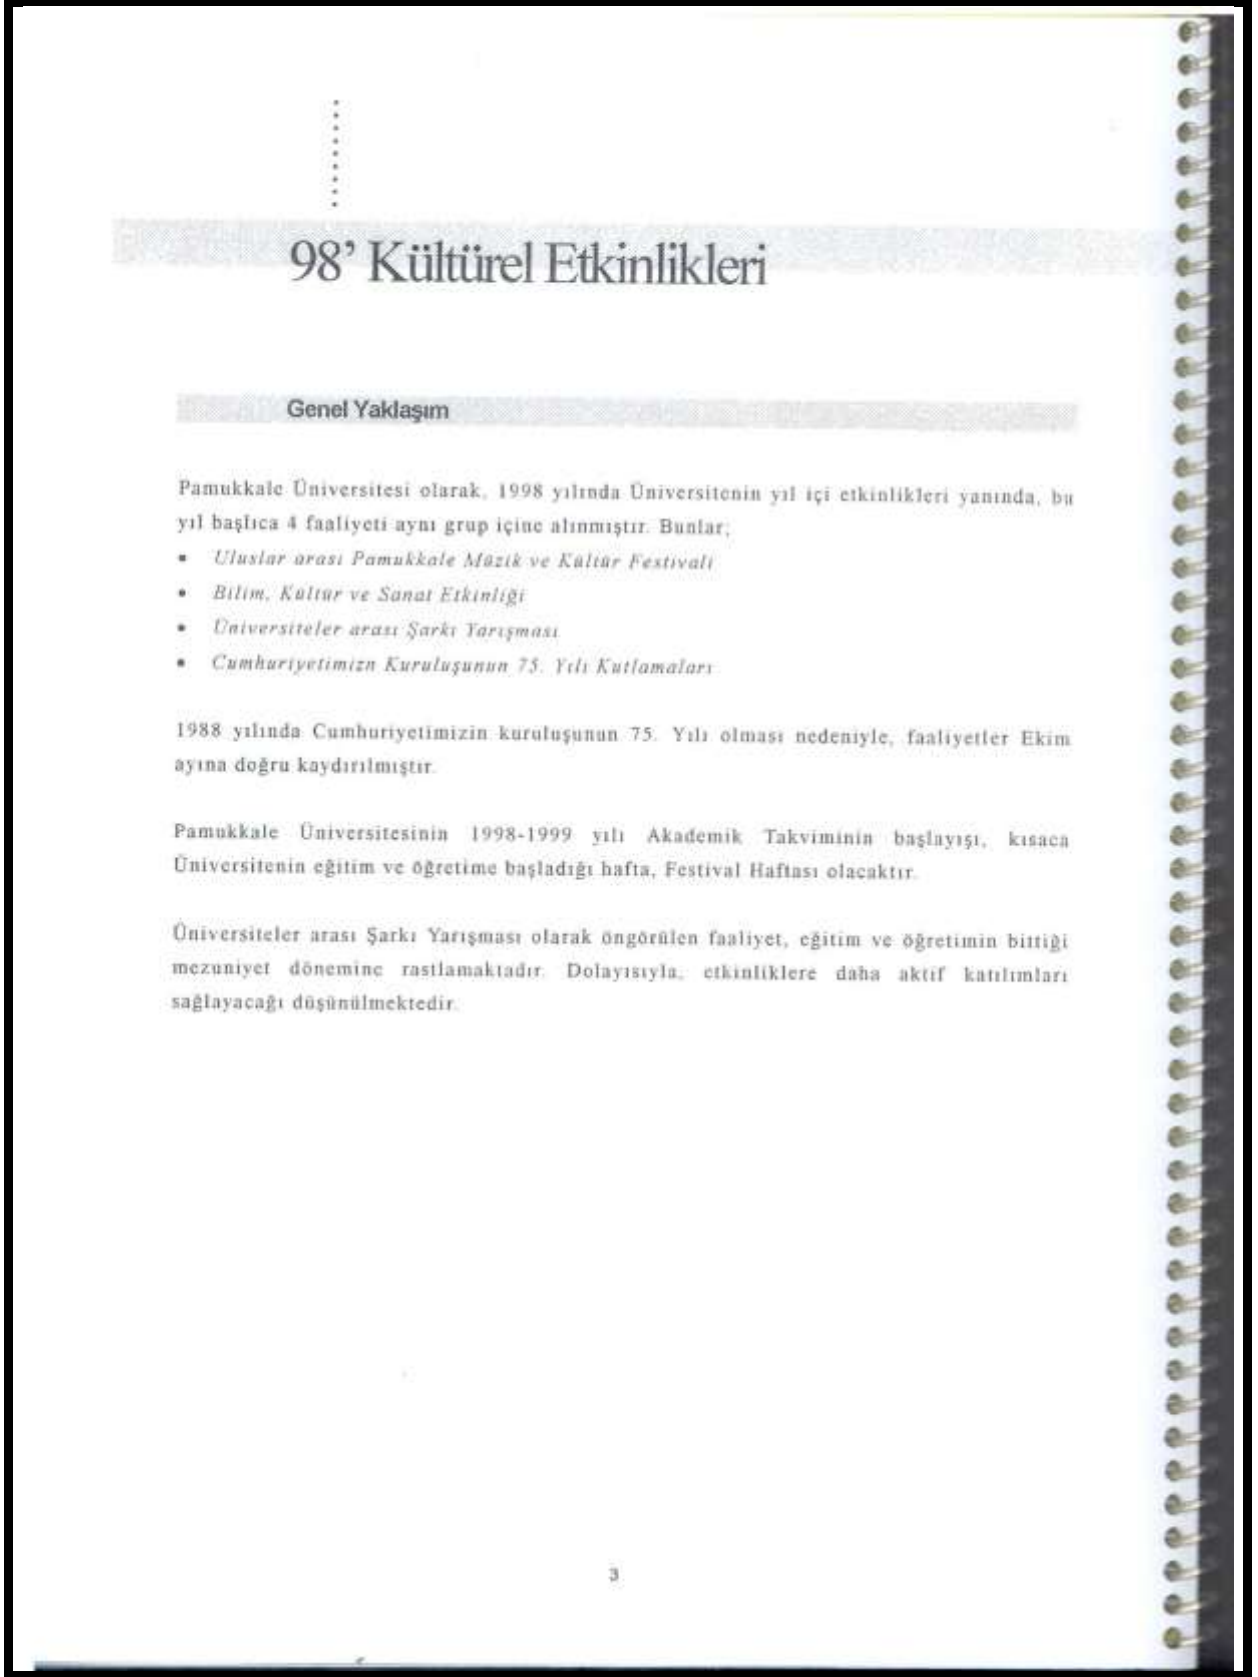 98’ Kültürel Etkinlikleri
Genel Yaklaşım
Pamukkale Üniversitesi olarak, 1998 yılında Üniversitenin yıl içi etkinlikleri yanında, bu
yıl başlıca 4 faaliyeti aynı grup içine alınmıştır. Bunlar;
• Uluslar arası Pamukkale Müzik ve Kültür Festivali
• Bilim, Kültür ve Sanat Etkinliği
• Üniversiteler arası Şarkı Yarışması
• Cumhuriyetimizn Kuruluşunun 75. Yılı Kutlamaları
1988 yılında Cumhuriyetimizin kuruluşunun 75. Yılı olması nedeniyle, faaliyetler Ekim
ayına doğru kaydırılmıştır.
Pamukkale Üniversitesinin 1998-1999 yılı Akademik Takviminin başlayışı, kısaca
Üniversitenin eğitim ve öğretime başladığı hafta, Festival Haftası olacaktır.
Üniversiteler arası Şarkı Yarışması olarak öngörülen faaliyet, eğitim ve öğretimin bittiği
mezuniyet dönemine rastlamaktadır. Dolayısıyla, etkinliklere daha aktif katılımları
sağlayacağı düşünülmektedir.
3